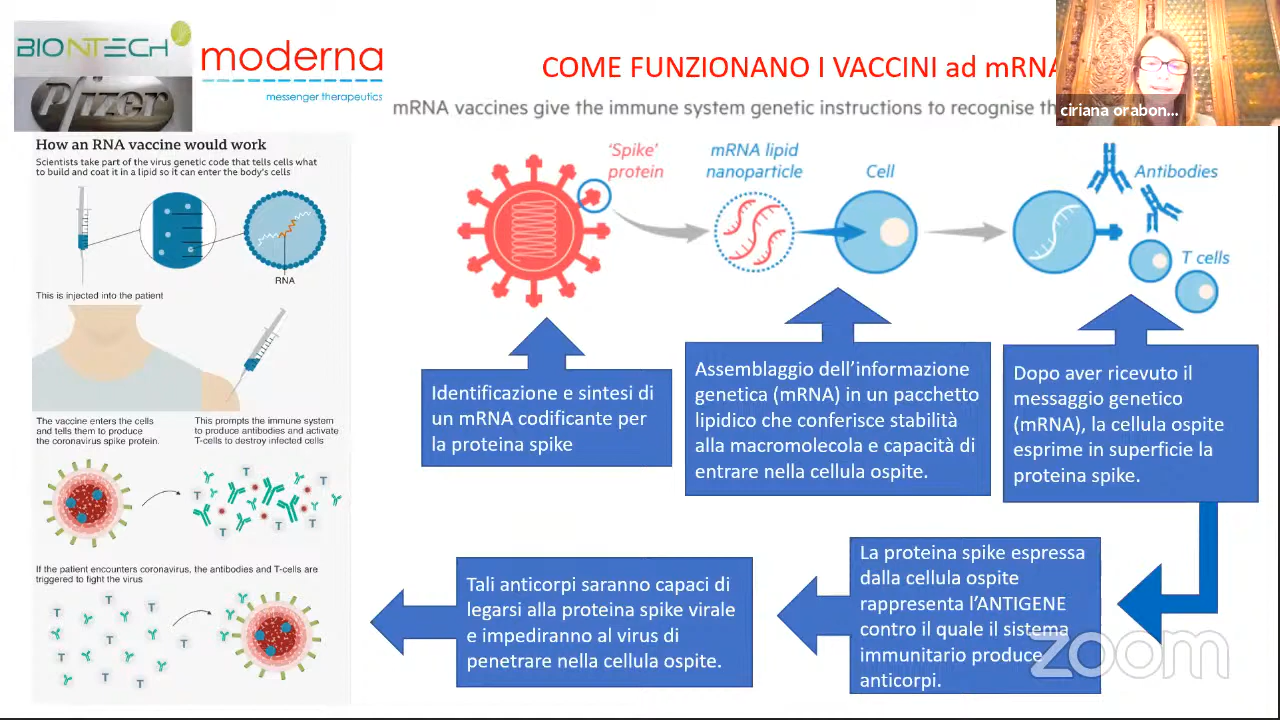 BIONTECH
Pfizer
moderna
messenger therapeutics
COME FUNZIONANO I VACCINI ad mRNA
mRNA vaccines give the immune system genetic instructions to recognise
ciriana orabon...
How an RNA vaccine would work
Scientists take part of the virus genetic code that tells cells what
to build and coat it in a lipid so it can enter the body's cells
RNA
This is injected into the patient
The vaccine enters the cells
and tells them to produce
the coronavirus spike protein.
This prompts the immune system
to produce antibodies and activate
T-cells to destroy infected cells
T
T
T
T
T
If the patient encounters coronavirus, the antibodies and T-cells are
triggered to fight the virus
T
T
T
T
T
T
T
'Spike'
protein
mRNA lipid
nanoparticle
Cell
Antibodies
T cells
Identificazione e sintesi di
un mRNA codificante per
la proteina spike
Assemblaggio dell'informazione
genetica (mRNA) in un pacchetto
lipidico che conferisce stabilità
alla macromolecola e capacità di
entrare nella cellula ospite.
Dopo aver ricevuto il
messaggio genetico
(mRNA), la cellula ospite
esprime in superficie la
proteina spike.
La proteina spike espressa
dalla cellula ospite
rappresenta l'ANTIGENE
contro il quale il sistema
immunitario produce
anticorpi.
Tali anticorpi saranno capaci di
legarsi alla proteina spike virale
e impediranno al virus di
penetrare nella cellula ospite.
zoom